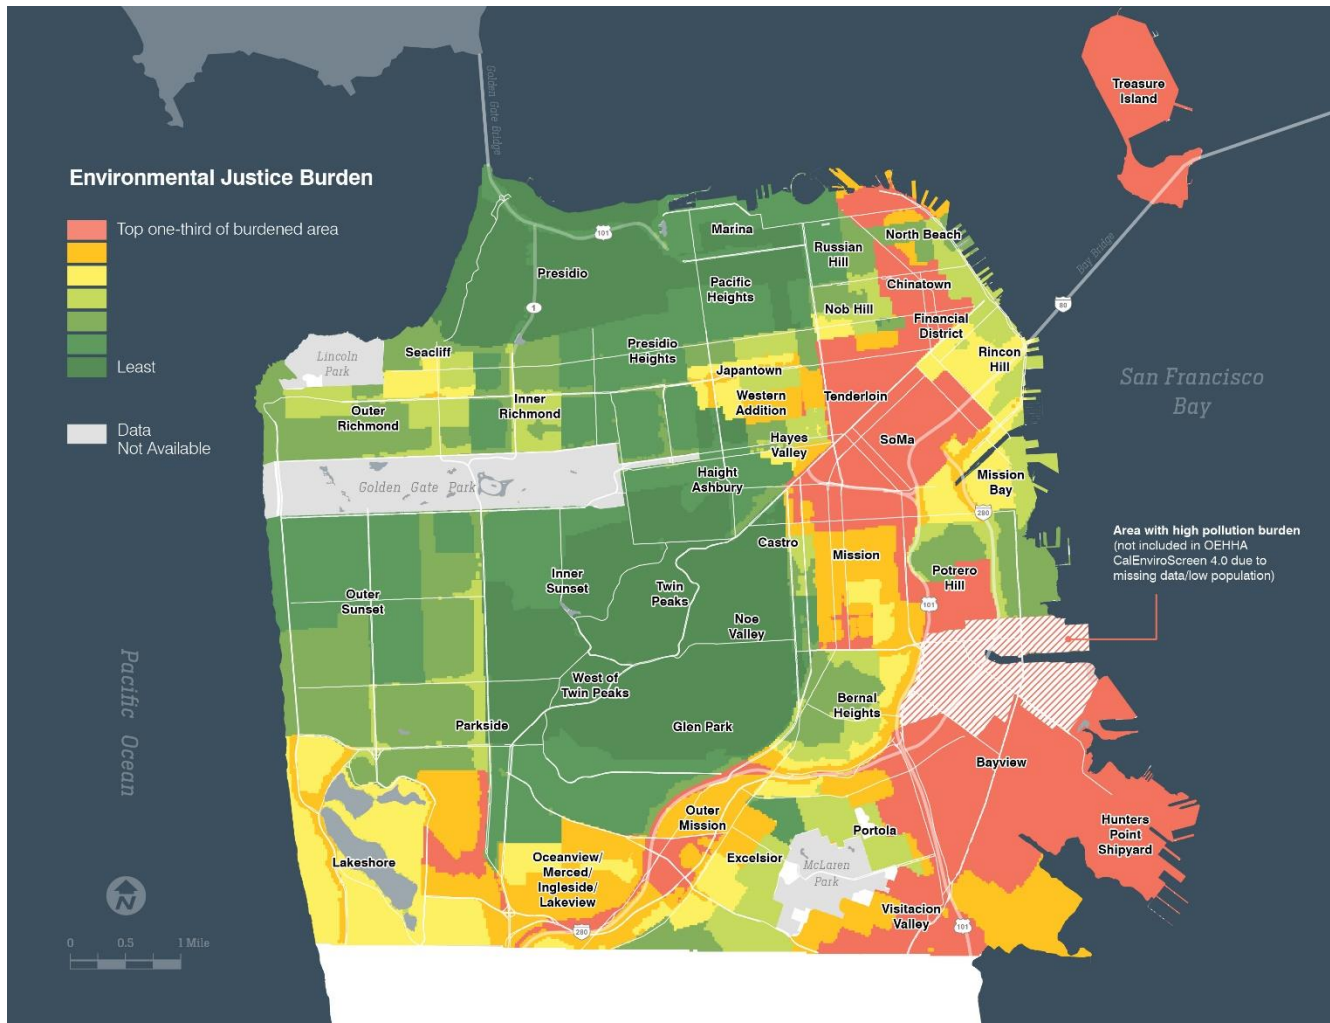 Environmental Justice Burden
Top one-third of burdened area
Least
Data
Not Available
Golden Gate Bridge
Treasure
Island
Bay Bridge
80
101
1
Marina
Presidio
Pacific
Heights
Russian
Hill
North Beach
Chinatown
Nob Hill
Financial
District
Rincon
Hill
Lincoln
Park
Seacliff
Presidio
Heights
Japantown
Western
Addition
Tenderloin
Outer
Richmond
Inner
Richmond
Hayes
Valley
SoMa
San Francisco
Bay
Golden Gate Park
Haight
Ashbury
Mission
Bay
280
Castro
Mission
Potrero
Hill
101
Area with high pollution burden
(not included in OEHHA
CalEnviroScreen 4.0 due to
missing data/low population)
Inner
Sunset
Twin
Peaks
Outer
Sunset
Noe
Valley
West of
Twin Peaks
Bernal
Heights
Parkside
Glen Park
Pacific Ocean
Bayview
Outer
Mission
Portola
Hunters
Point
Shipyard
Lakeshore
Oceanview/
Merced/
Ingleside/
Lakeview
Excelsior
McLaren
Park
Visitacion
Valley
280
101
N
0 0.5 1 Mile